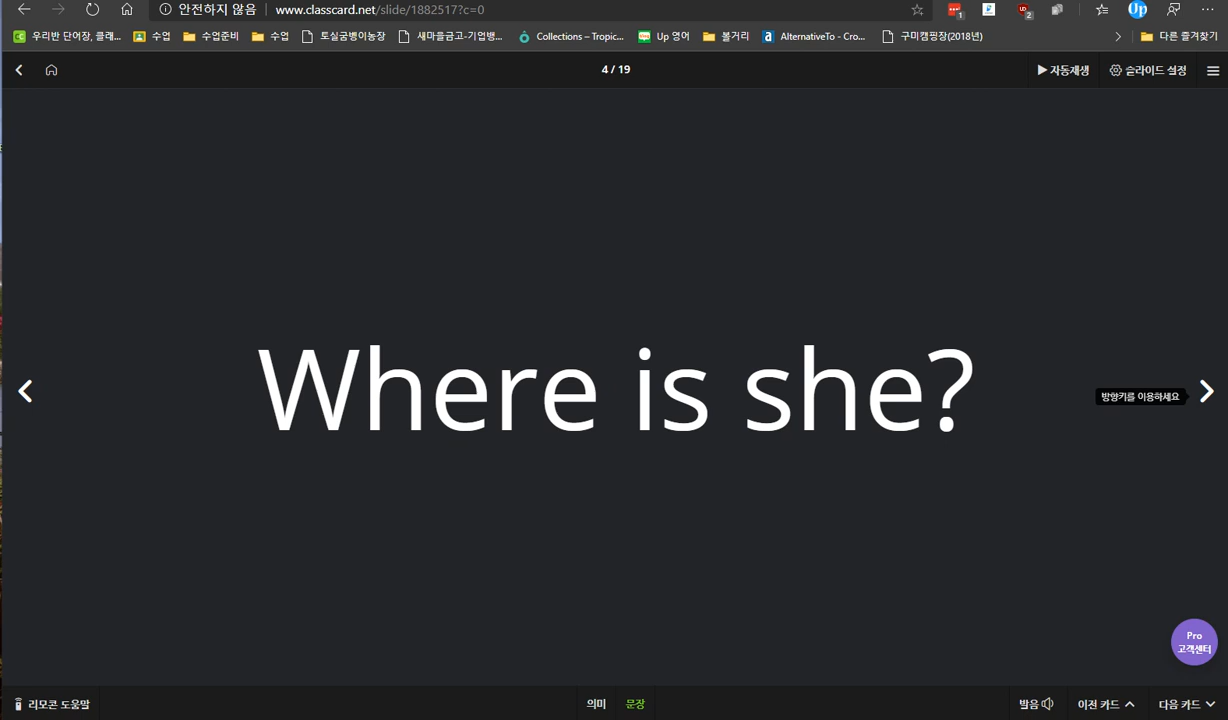 안전하지 않음 www.classcard.net/slide/1882517?c=0
1 2 Up
우리반 단어장, 클래... 수업 수업준비 수업 토실굼벵이농장 새마을금고-기업뱅... Collections – Tropic... Up 영어 볼거리 AlternativeTo - Cro... 구미캠핑장(2018년) 다른 즐겨찾기
4 / 19 자동재생 슬라이드 설정
Where is she?
방향키를 이용하세요
Pro
고객센터
리모콘 도움말 의미 문장 발음 이전 카드 다음 카드